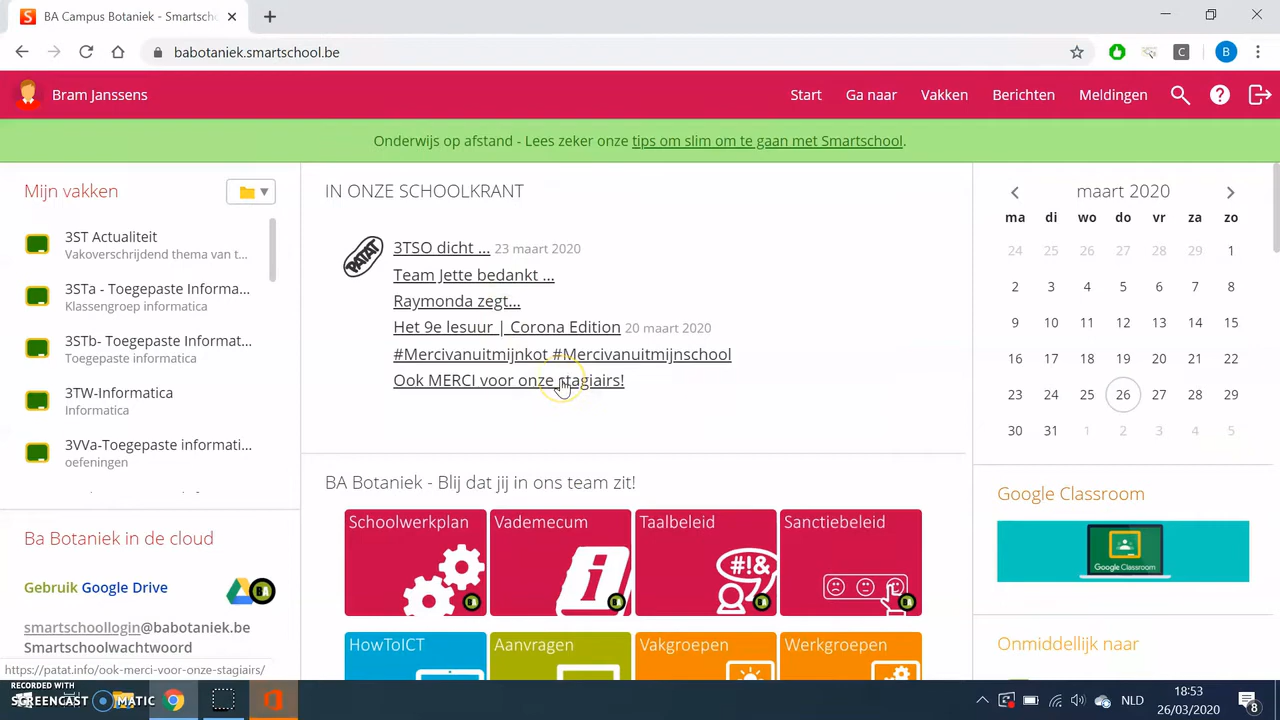 BA Campus Botaniek - Smartscho
babotaniek.smartschool.be
C
B
Bram Janssens
Start
Ga naar
Vakken
Berichten
Meldingen
Onderwijs op afstand - Lees zeker onze tips om slim om te gaan met Smartschool.
Mijn vakken
3ST Actualiteit
Vakoverschrijdend thema van t...
3STa - Toegepaste Informa...
Klassengroep informatica
3STb- Toegepaste Informat...
Toegepaste informatica
3TW-Informatica
Informatica
3VVa-Toegepaste informati...
oefeningen
Ba Botaniek in de cloud
Gebruik Google Drive
smartschoollogin@babotaniek.be
Smartschoolwachtwoord
https://patat.info/ook-merci-voor-onze-stagiairs/
IN ONZE SCHOOLKRANT
PATAT
3TSO dicht ... 23 maart 2020
Team Jette bedankt ...
Raymonda zegt...
Het 9e lesuur | Corona Edition 20 maart 2020
#Mercivanuitmijnkot #Mercivanuitmijnschool
Ook MERCI voor onze stagiairs!
BA Botaniek - Blij dat jij in ons team zit!
Schoolwerkplan
Vademecum
Taalbeleid
#!&
Sanctiebeleid
HowToICT
Aanvragen
Vakgroepen
Werkgroepen
maart 2020
ma di wo do vr za zo
24 25 26 27 28 29 1
2 3 4 5 6 7 8
9 10 11 12 13 14 15
16 17 18 19 20 21 22
23 24 25 26 27 28 29
30 31 1 2 3 4 5
Google Classroom
Google Classroom
Onmiddellijk naar
RECORDED WITH
SCREENCAST MATIC
NLD
18:53
26/03/2020
8